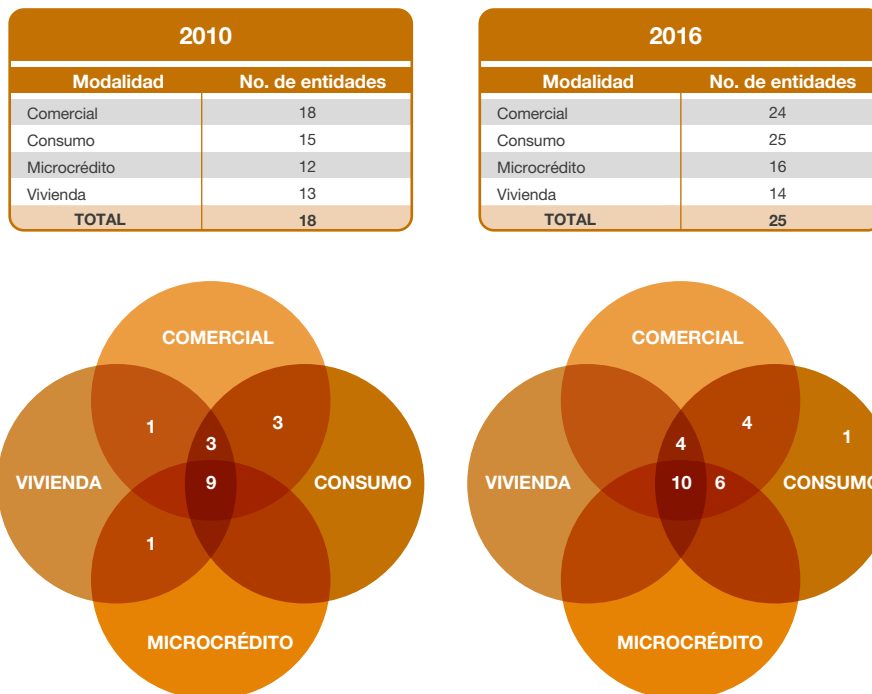 2010
Modalidad No. de entidades
Comercial 18
Consumo 15
Microcrédito 12
Vivienda 13
TOTAL 18
2016
Modalidad No. de entidades
Comercial 24
Consumo 25
Microcrédito 16
Vivienda 14
TOTAL 25
COMERCIAL
1 3 3
VIVIENDA 9 CONSUMO
1
MICROCRÉDITO
COMERCIAL
4 4 1
VIVIENDA 10 6 CONSUMO
MICROCRÉDITO